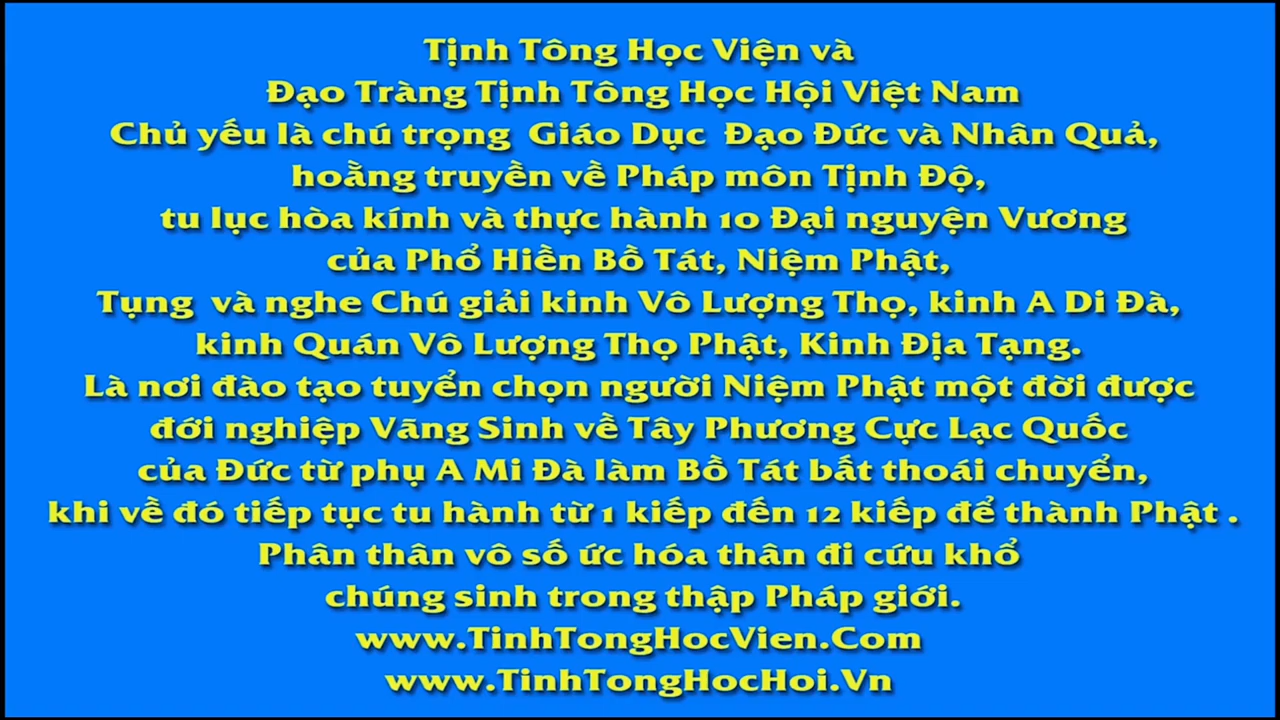 Tịnh Tông Học Viện và
Đạo Tràng Tịnh Tông Học Hội Việt Nam
Chủ yếu là chú trọng Giáo Dục Đạo Đức và Nhân Quả,
hoằng truyền về Pháp môn Tịnh Độ,
tu lục hòa kính và thực hành 10 Đại nguyện Vương
của Phổ Hiền Bồ Tát, Niệm Phật,
Tụng và nghe Chú giải kinh Vô Lượng Thọ, kinh A Di Đà,
kinh Quán Vô Lượng Thọ Phật, Kinh Địa Tạng.
Là nơi đào tạo tuyển chọn người Niệm Phật một đời được
đới nghiệp Vãng Sinh về Tây Phương Cực Lạc Quốc
của Đức từ phụ A Mi Đà làm Bồ Tát bất thoái chuyển,
khi về đó tiếp tục tu hành từ 1 kiếp đến 12 kiếp để thành Phật .
Phân thân vô số ức hóa thân đi cứu khổ
chúng sinh trong thập Pháp giới.
www.TinhTongHocVien.Com
www.TinhTongHocHoi.Vn